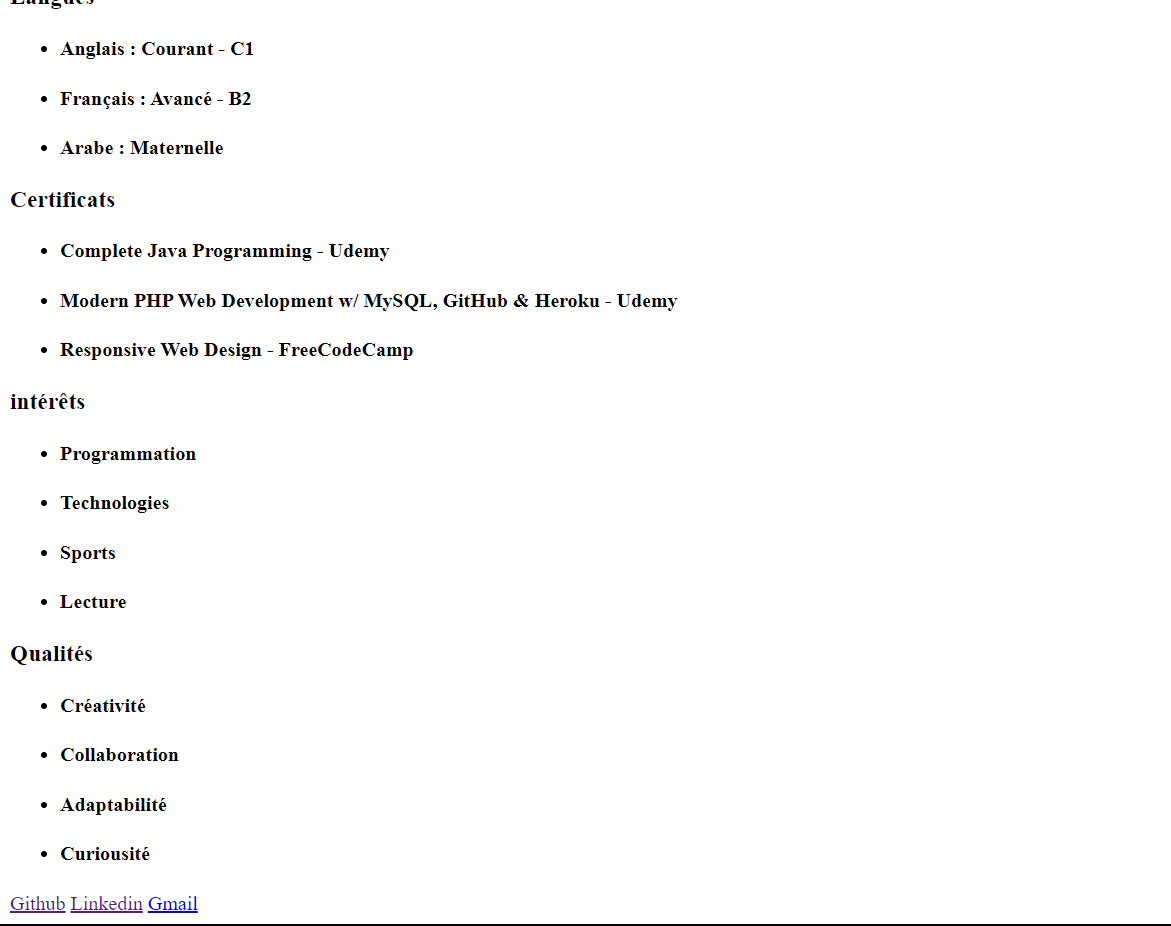 Langues
Anglais : Courant - C1
Français : Avancé - B2
Arabe : Maternelle
Certificats
Complete Java Programming - Udemy
Modern PHP Web Development w/ MySQL, GitHub & Heroku - Udemy
Responsive Web Design - FreeCodeCamp
intérêts
Programmation
Technologies
Sports
Lecture
Qualités
Créativité
Collaboration
Adaptabilité
Curiousité
Github Linkedin Gmail